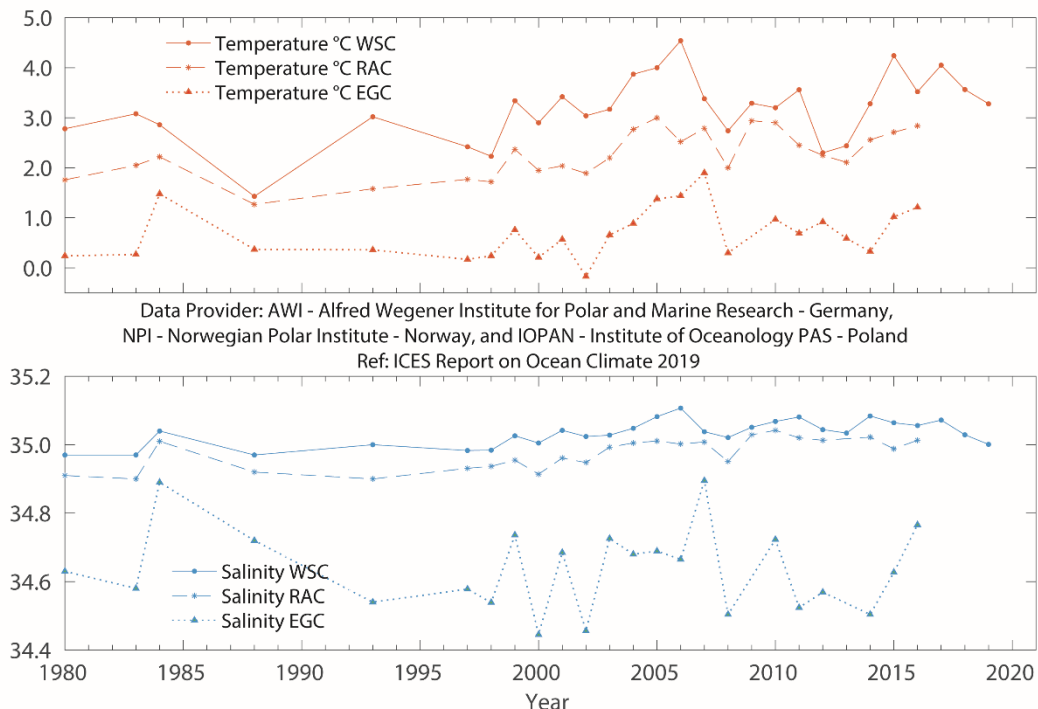 5.0
4.0
3.0
2.0
1.0
0.0
Temperature °C WSC
Temperature °C RAC
Temperature °C EGC
Data Provider: AWI - Alfred Wegener Institute for Polar and Marine Research - Germany,
NPI - Norwegian Polar Institute - Norway, and IOPAN - Institute of Oceanology PAS - Poland
Ref: ICES Report on Ocean Climate 2019
35.2
35.0
34.8
34.6
34.4
Salinity WSC
Salinity RAC
Salinity EGC
1980 1985 1990 1995 2000 2005 2010 2015 2020
Year